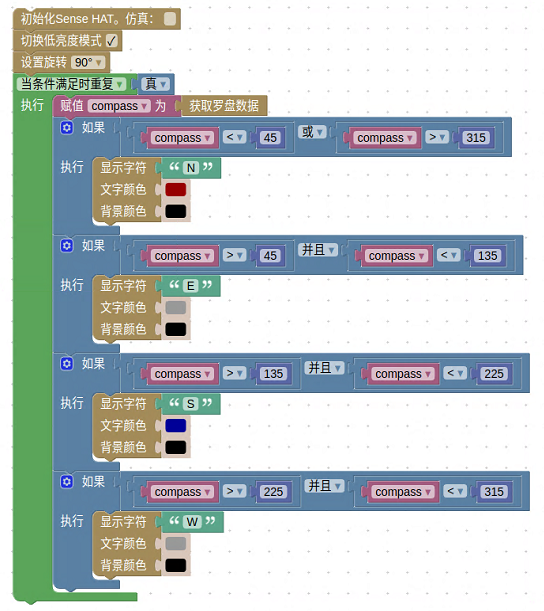 初始化Sense HAT。仿真：
切换低亮度模式
设置旋转 90°
当条件满足时重复 真
执行 赋值 compass 为 获取罗盘数据
如果 compass < 45 或 compass > 315
执行 显示字符 “ N ”
文字颜色
背景颜色
如果 compass > 45 并且 compass < 135
执行 显示字符 “ E ”
文字颜色
背景颜色
如果 compass > 135 并且 compass < 225
执行 显示字符 “ S ”
文字颜色
背景颜色
如果 compass > 225 并且 compass < 315
执行 显示字符 “ W ”
文字颜色
背景颜色